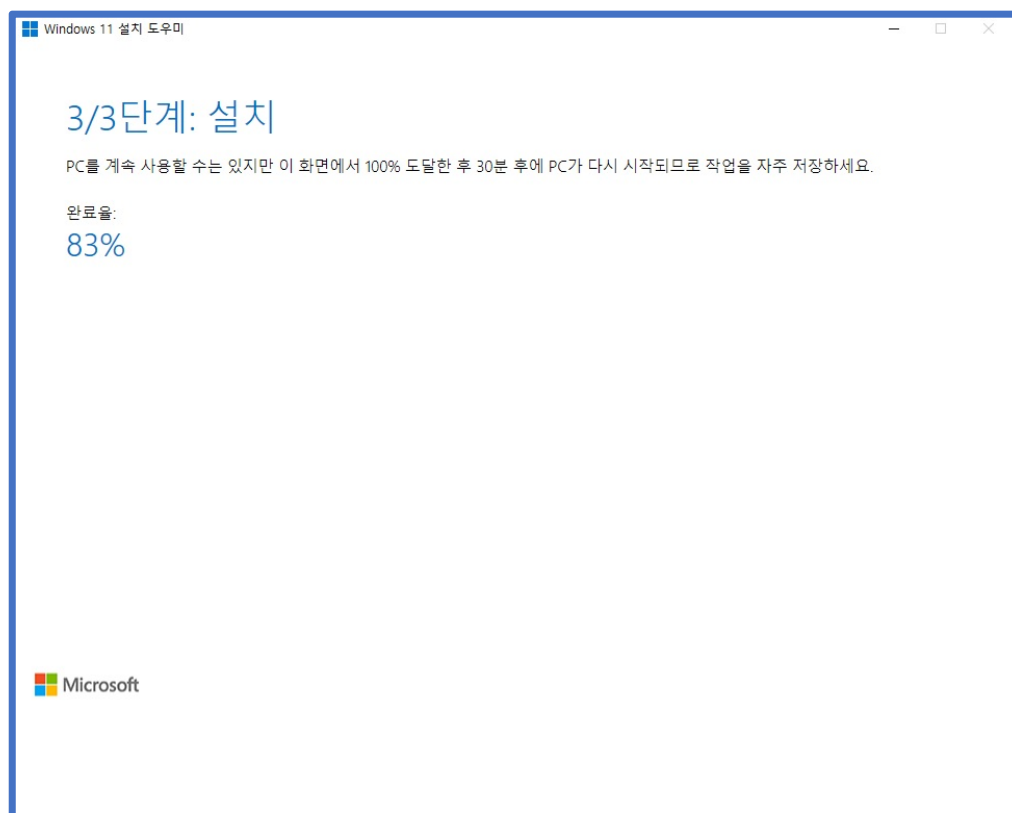 Windows 11 설치 도우미
3/3단계: 설치
PC를 계속 사용할 수는 있지만 이 화면에서 100% 도달한 후 30분 후에 PC가 다시 시작되므로 작업을 자주 저장하세요.
완료율:
83%
Microsoft